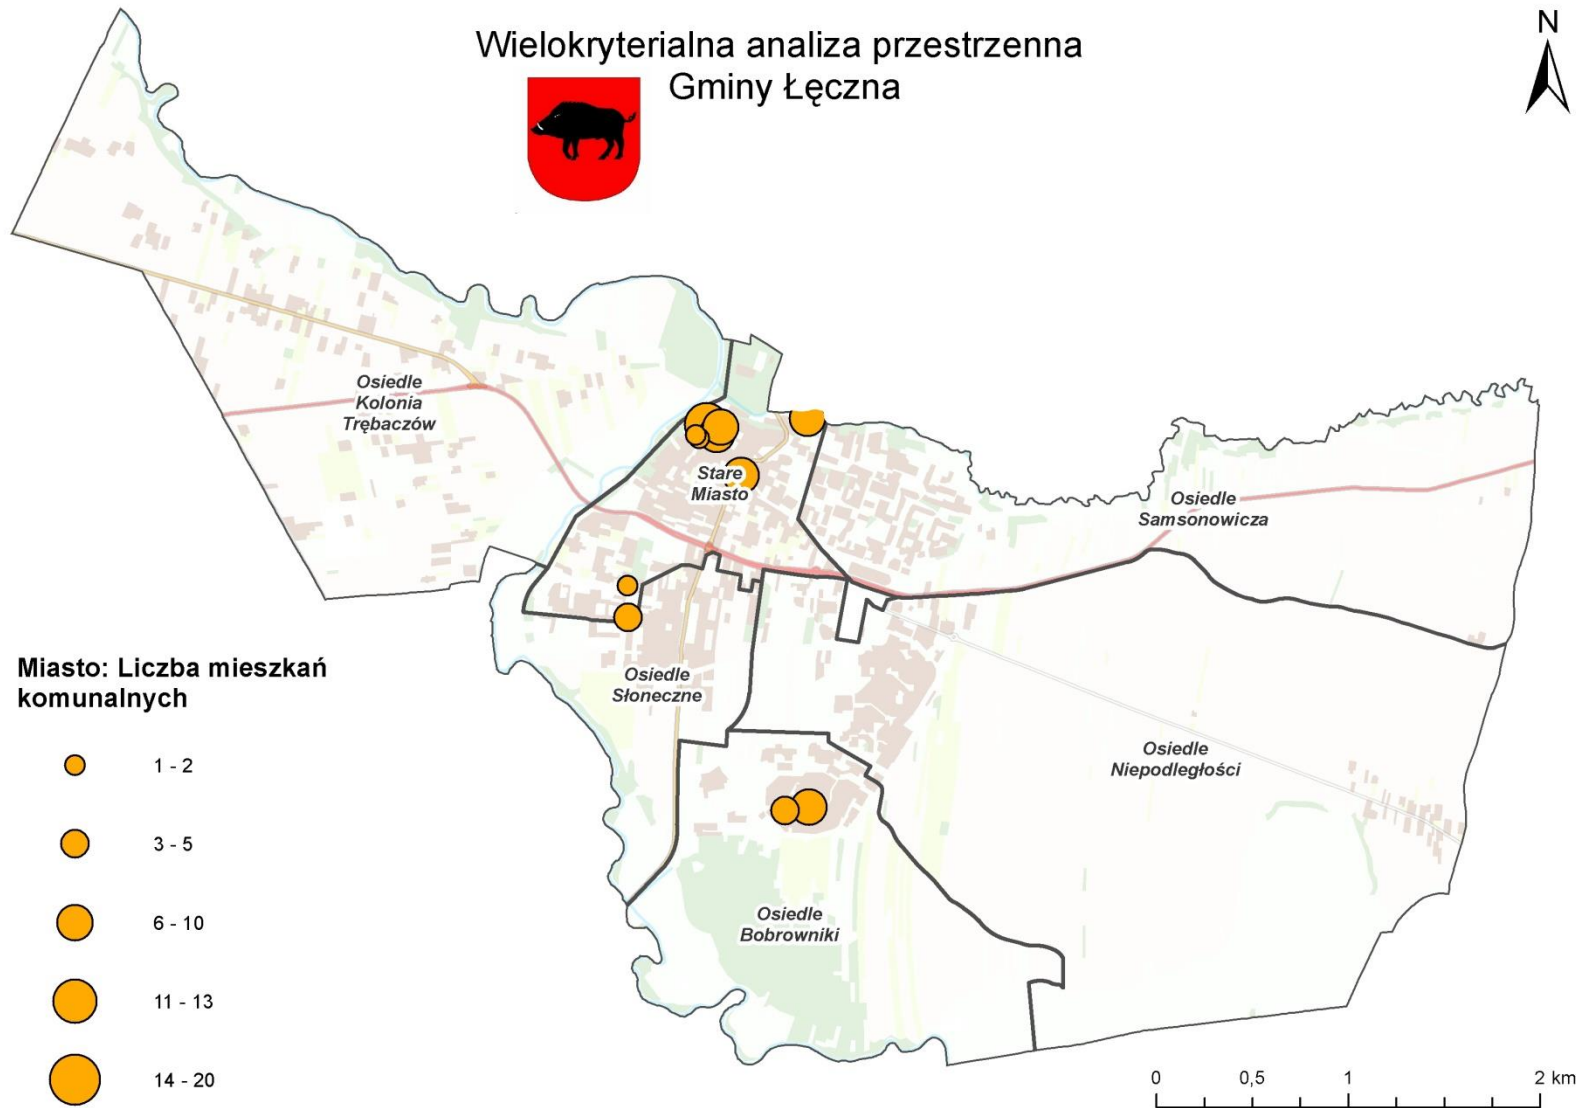 Wielokryterialna analiza przestrzenna
Gminy Łęczna
N
Osiedle
Kolonia
Trębaczów
Stare
Miasto
Osiedle
Samsonowicza
Osiedle
Słoneczne
Osiedle
Niepodległości
Osiedle
Bobrowniki
Miasto: Liczba mieszkań
komunalnych
1 - 2
3 - 5
6 - 10
11 - 13
14 - 20
0 0,5 1 2 km